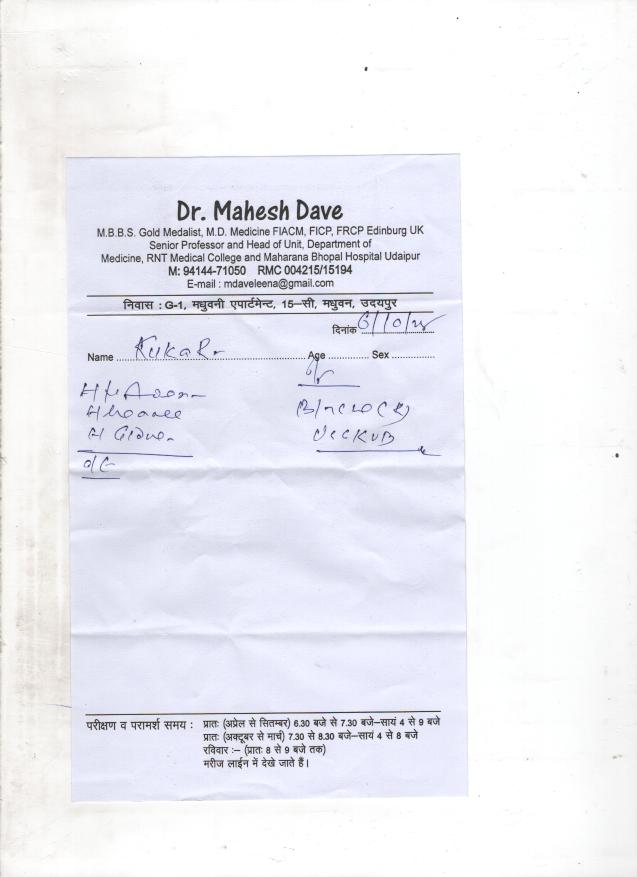 Dr. Mahesh Dave
M.B.B.S. Gold Medalist, M.D. Medicine FIACM, FICP, FRCP Edinburg UK
Senior Professor and Head of Unit, Department of
Medicine, RNT Medical College and Maharana Bhopal Hospital Udaipur
M: 94144-71050 RMC 004215/15194
E-mail : mdaveleena@gmail.com
निवास : G-1, मधुवनी एपार्टमेन्ट, 15–सी, मधुवन, उदयपुर
दिनांक 6/10/
Name Age Sex
परीक्षण व परामर्श समय : प्रातः (अप्रेल से सितम्बर) 6.30 बजे से 7.30 बजे–सायं 4 से 9 बजे
प्रातः (अक्टूबर से मार्च) 7.30 से 8.30 बजे–सायं 4 से 8 बजे
रविवार :– (प्रातः 8 से 9 बजे तक)
मरीज लाईन में देखे जाते हैं।